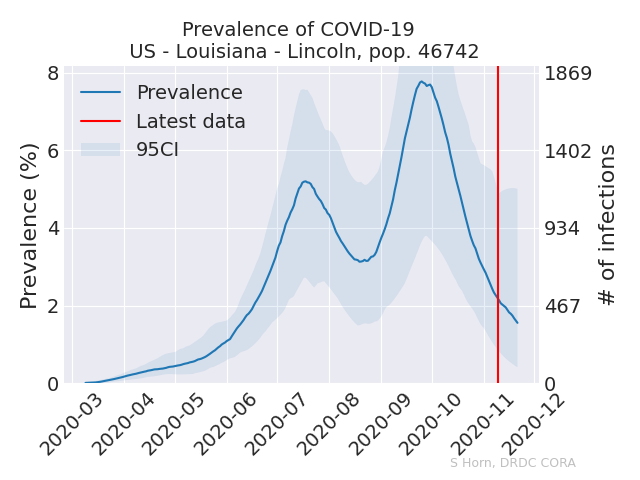 Prevalence of COVID-19
US - Louisiana - Lincoln, pop. 46742
Prevalence
Latest data
95CI
Prevalence (%)
8
6
4
2
0
1869
1402
934
467
0
# of infections
2020-03
2020-04
2020-05
2020-06
2020-07
2020-08
2020-09
2020-10
2020-11
2020-12
S Horn, DRDC CORA